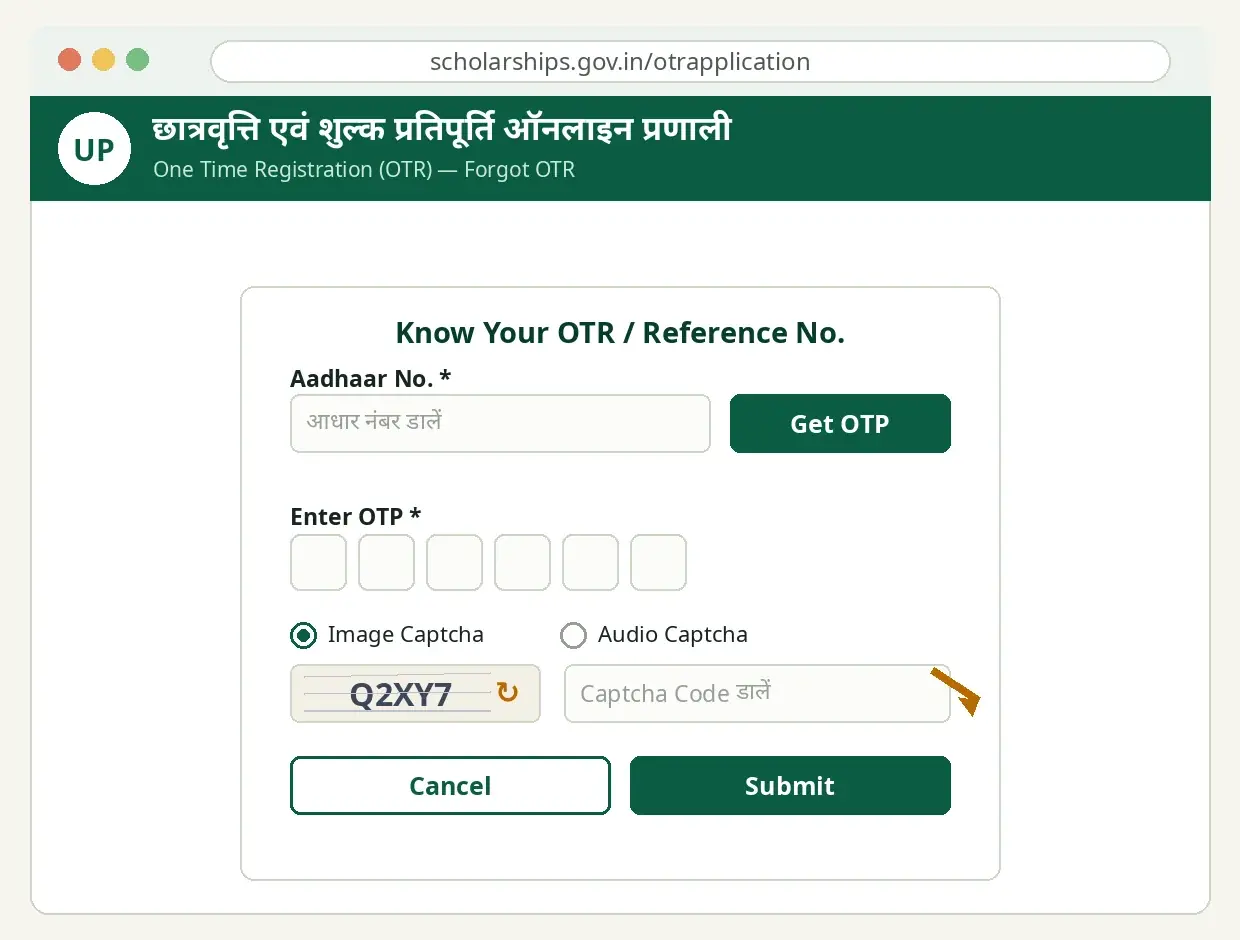 scholarships.gov.in/otrapplication
UP
छात्रवृत्ति एवं शुल्क प्रतिपूर्ति ऑनलाइन प्रणाली
One Time Registration (OTR) — Forgot OTR
Know Your OTR / Reference No.
Aadhaar No. *
आधार नंबर डालें
Get OTP
Enter OTP *
Image Captcha
Audio Captcha
Q2XY7 ↻
Captcha Code डालें
Cancel
Submit